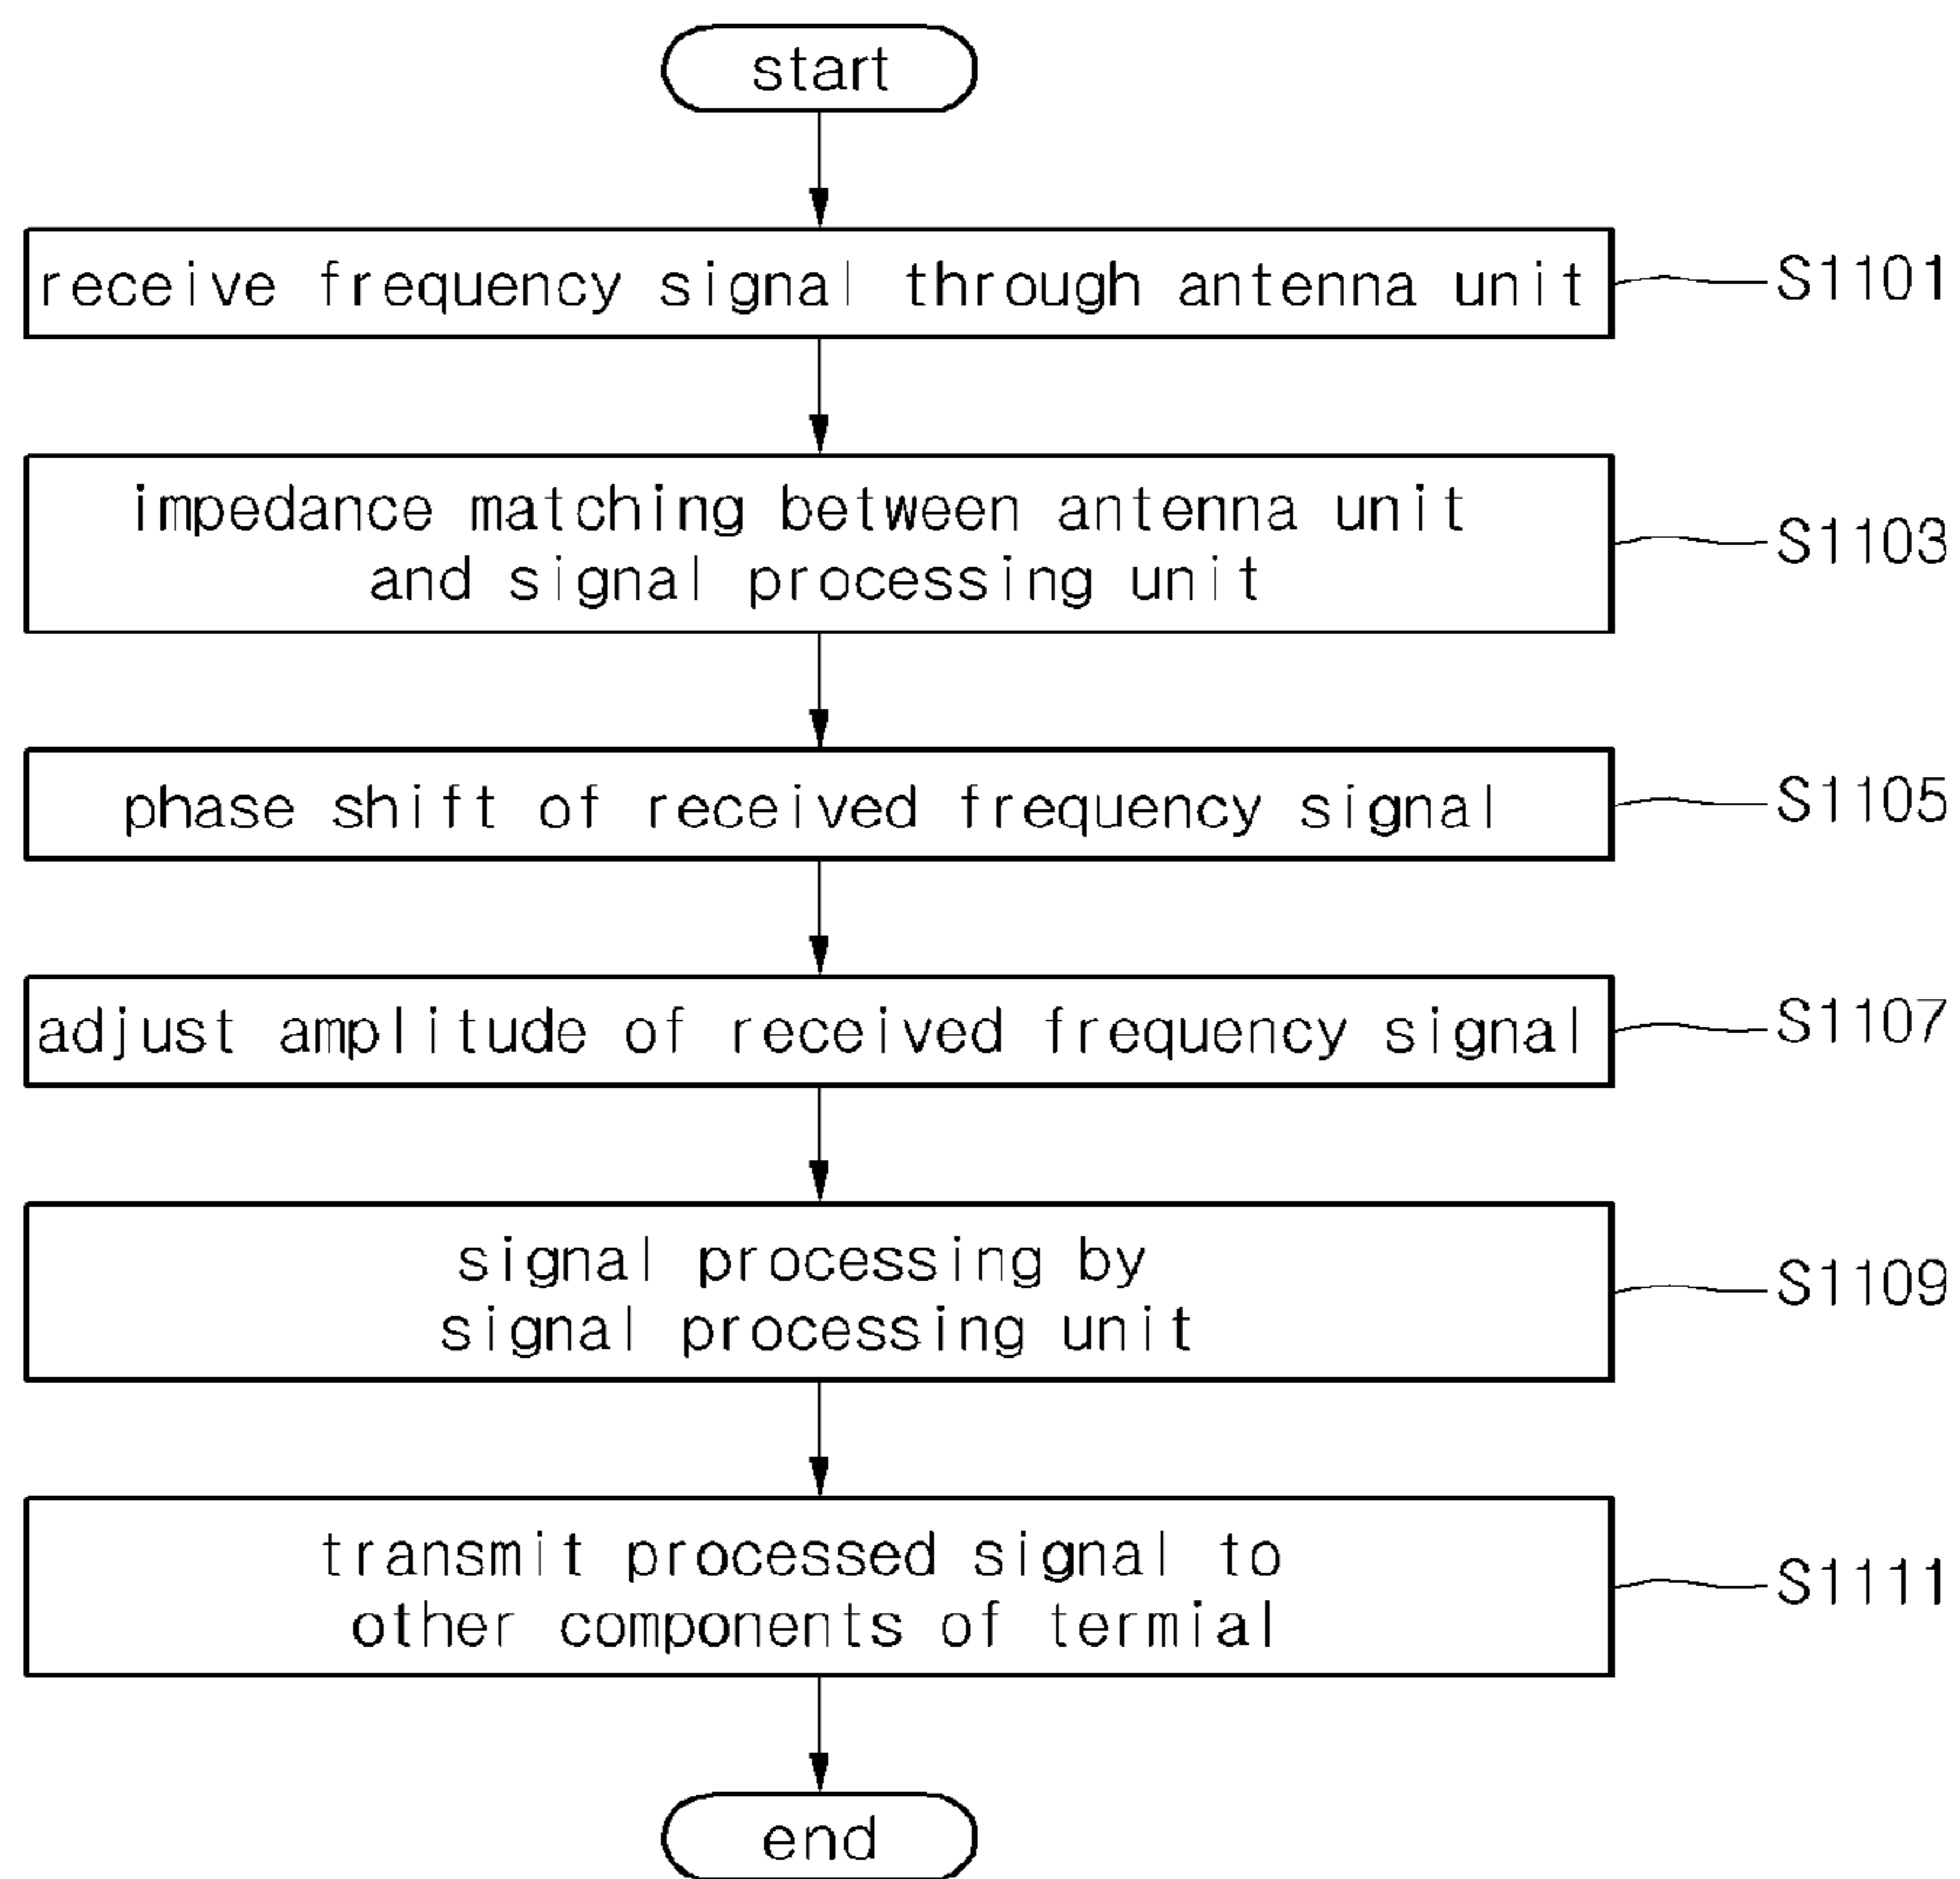 start
receive frequency signal through antenna unit
S1101
impedance matching between antenna unit
and signal processing unit
S1103
phase shift of received frequency signal
S1105
adjust amplitude of received frequency signal
S1107
signal processing by
signal processing unit
S1109
transmit processed signal to
other components of termial
S1111
end